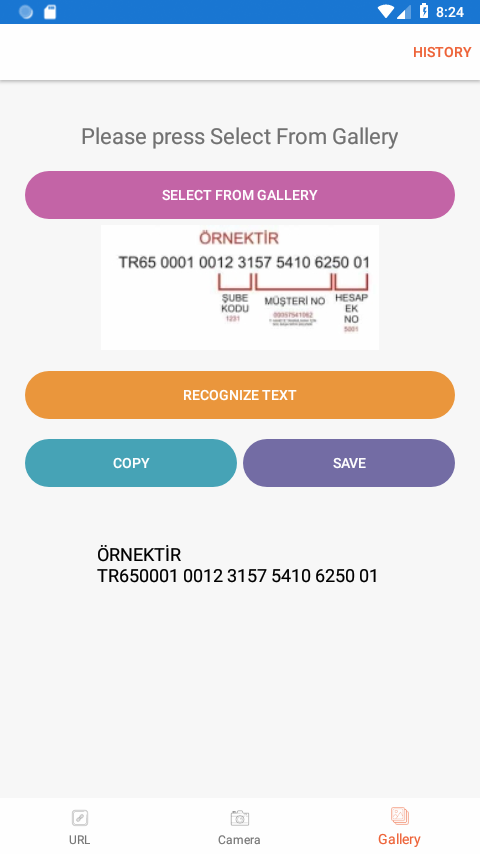 8:24
HISTORY
Please press Select From Gallery
SELECT FROM GALLERY
ÖRNEKTİR
TR65 0001 0012 3157 5410 6250 01
ŞUBE KODU
1231
MÜŞTERİ NO
00057541062
HESAP EK NO
5001
RECOGNIZE TEXT
COPY
SAVE
ÖRNEKTİR
TR650001 0012 3157 5410 6250 01
URL
Camera
Gallery